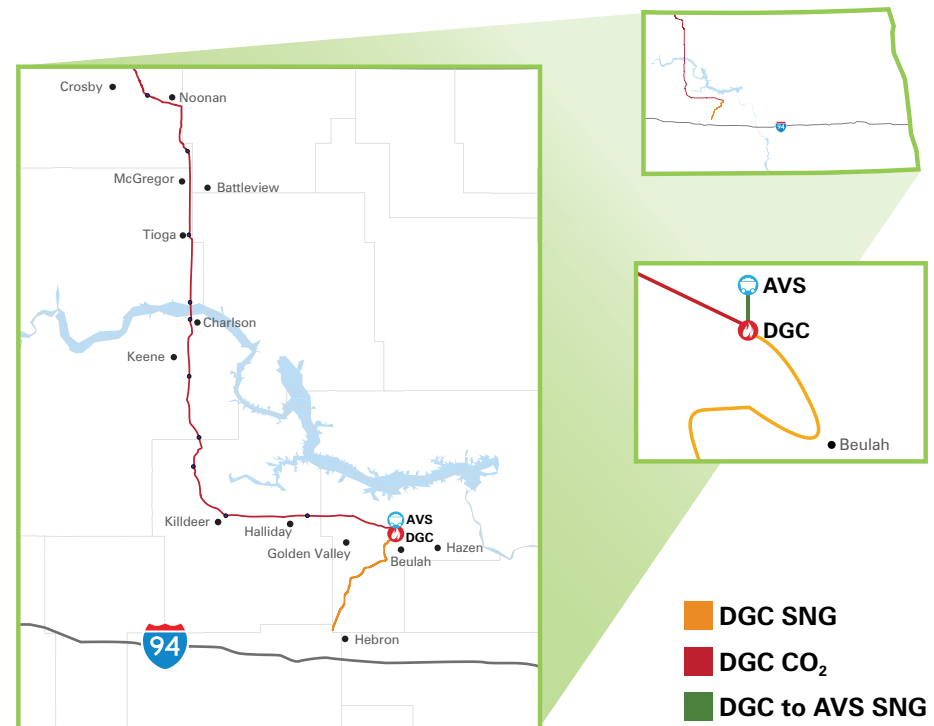 Crosby
Noonan
McGregor
Battleview
Tioga
Charlson
Keene
Killdeer
Halliday
Golden Valley
AVS
DGC
Beulah
Hazen
Hebron
94
94
AVS
DGC
Beulah
DGC SNG
DGC CO₂
DGC to AVS SNG